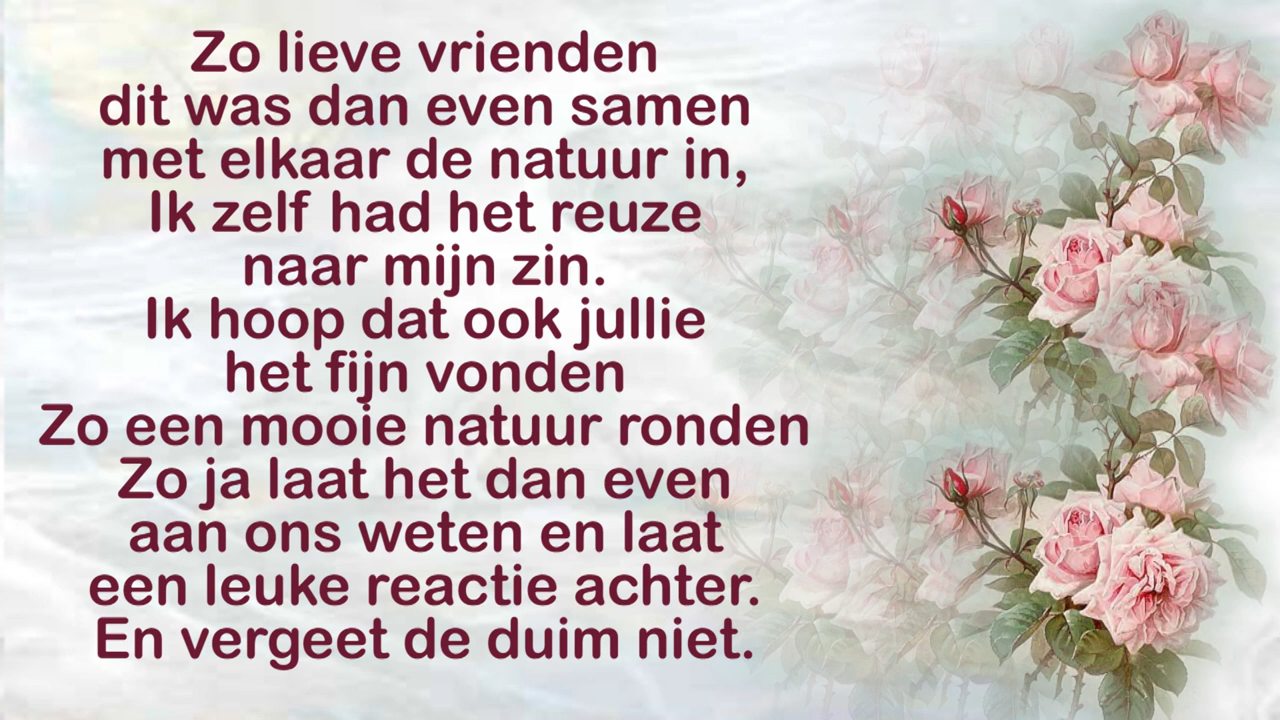 Zo lieve vrienden
dit was dan even samen
met elkaar de natuur in,
Ik zelf had het reuze
naar mijn zin.
Ik hoop dat ook jullie
het fijn vonden
Zo een mooie natuur ronden
Zo ja laat het dan even
aan ons weten en laat
een leuke reactie achter.
En vergeet de duim niet.